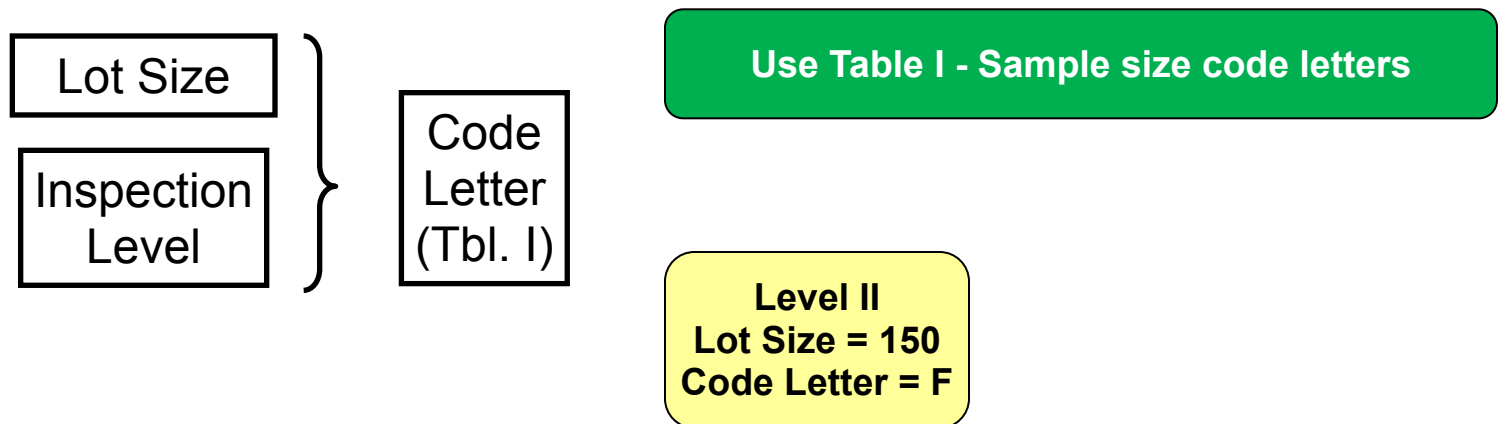 Lot Size
Inspection
Level
Code
Letter
(Tbl. I)
Use Table I - Sample size code letters
Level II
Lot Size = 150
Code Letter = F